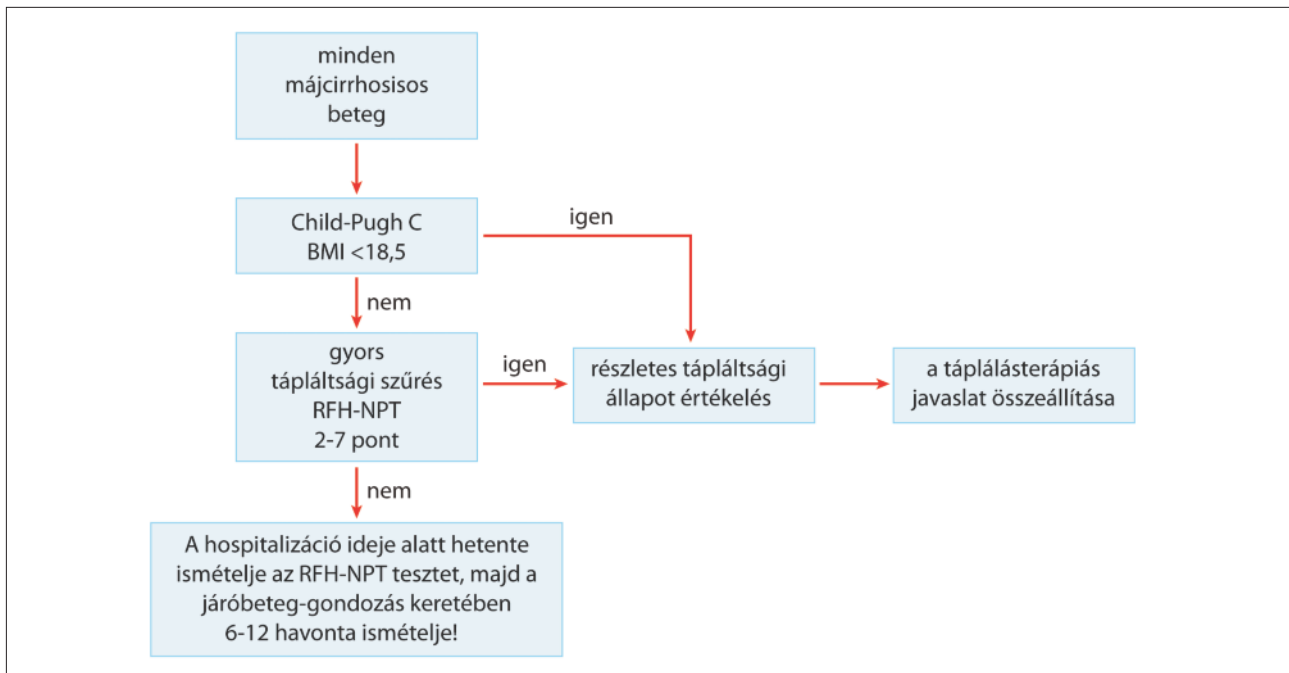 minden
májcirrhosisos
beteg
Child-Pugh C
BMI <18,5
igen
nem
gyors
tápláltsági szűrés
RFH-NPT
2-7 pont
igen
részletes tápláltsági
állapot értékelés
a táplálásterápiás
javaslat összeállítása
nem
A hospitalizáció ideje alatt hetente
ismételje az RFH-NPT tesztet, majd a
járóbeteg-gondozás keretében
6-12 havonta ismételje!